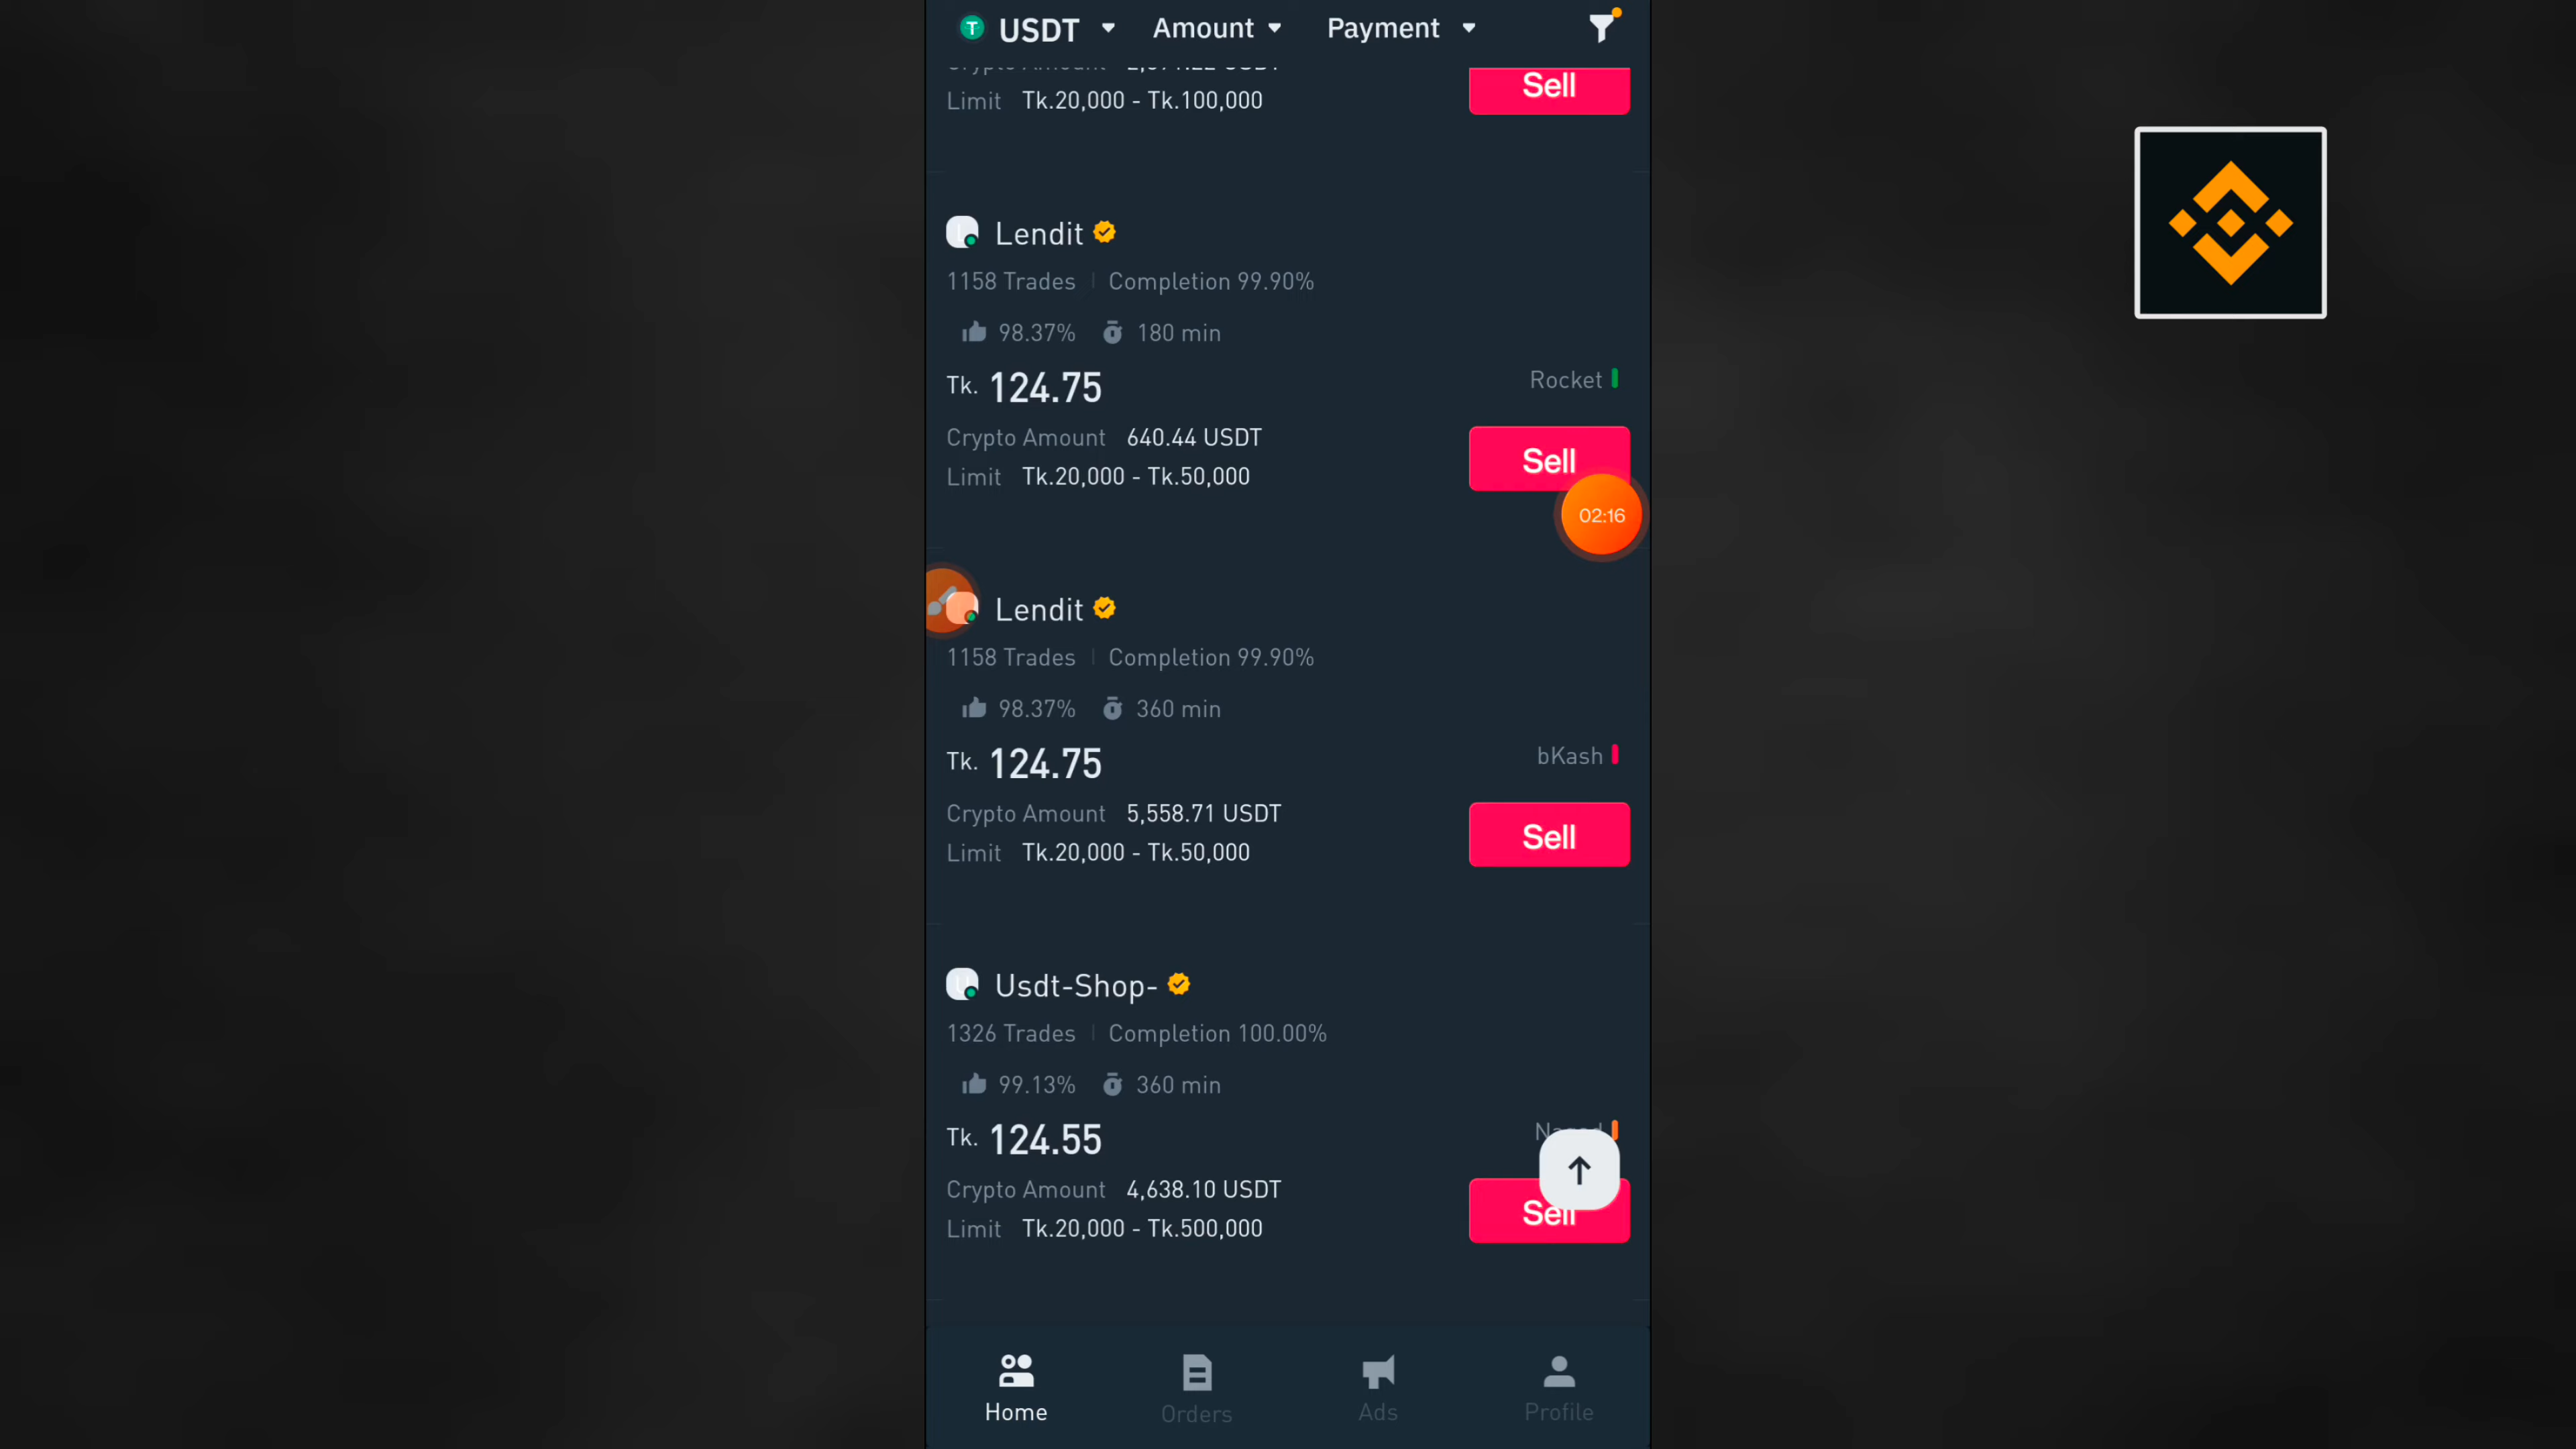 USDT Amount Payment
Limit Tk.20,000 - Tk.100,000
Sell
Lendit
1158 Trades Completion 99.90%
98.37% 180 min
Tk. 124.75
Rocket
Crypto Amount 640.44 USDT
Limit Tk.20,000 - Tk.50,000
Sell
02:16
Lendit
1158 Trades Completion 99.90%
98.37% 360 min
Tk. 124.75
bKash
Crypto Amount 5,558.71 USDT
Limit Tk.20,000 - Tk.50,000
Sell
Usdt-Shop-
1326 Trades Completion 100.00%
99.13% 360 min
Tk. 124.55
Crypto Amount 4,638.10 USDT
Limit Tk.20,000 - Tk.500,000
Sell
Home Orders Ads Profile